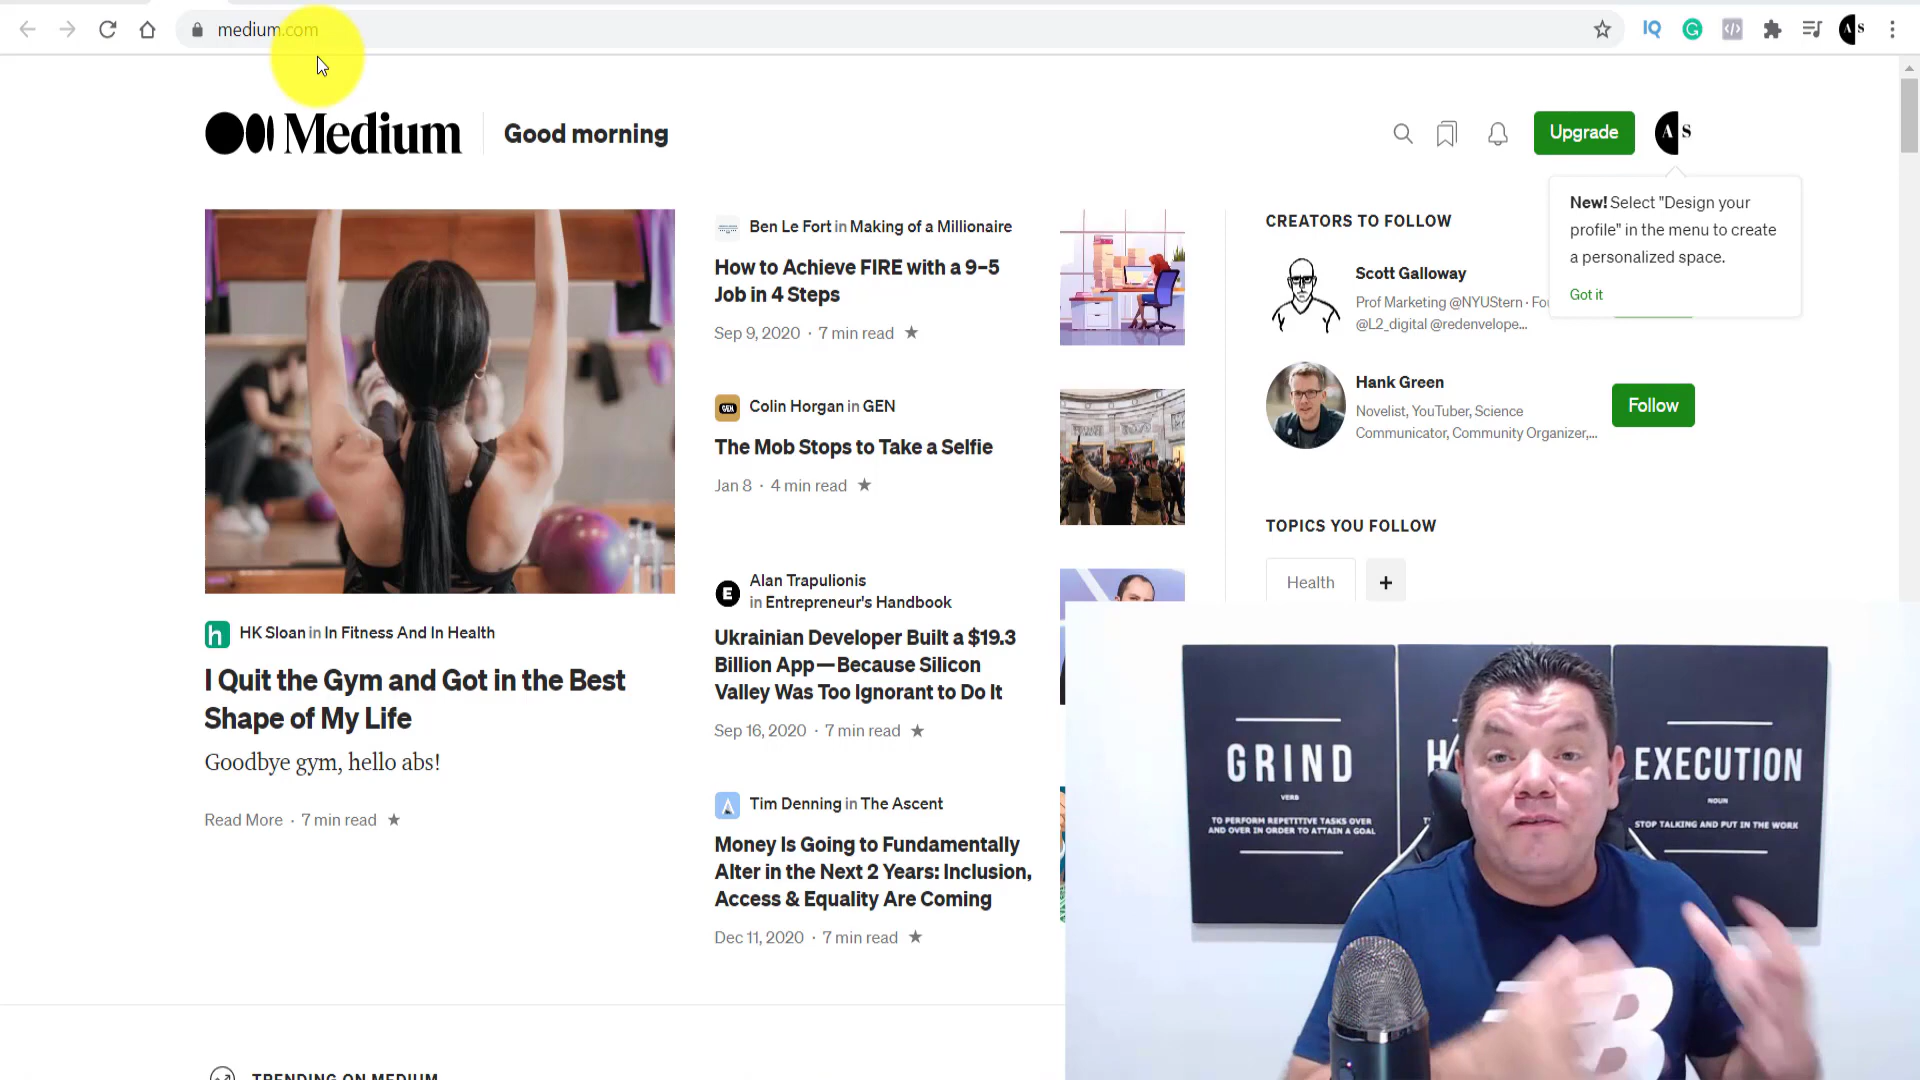 medium.com
IQ
A S
Medium
Good morning
Upgrade
A S
New! Select "Design your
profile" in the menu to create
a personalized space.
Got it
Ben Le Fort in Making of a Millionaire
How to Achieve FIRE with a 9–5
Job in 4 Steps
Sep 9, 2020 · 7 min read
GEN
Colin Horgan in GEN
The Mob Stops to Take a Selfie
Jan 8 · 4 min read
E
Alan Trapulionis
in Entrepreneur's Handbook
Ukrainian Developer Built a $19.3
Billion App—Because Silicon
Valley Was Too Ignorant to Do It
Sep 16, 2020 · 7 min read
Tim Denning in The Ascent
Money Is Going to Fundamentally
Alter in the Next 2 Years: Inclusion,
Access & Equality Are Coming
Dec 11, 2020 · 7 min read
h
HK Sloan in In Fitness And In Health
I Quit the Gym and Got in the Best
Shape of My Life
Goodbye gym, hello abs!
Read More · 7 min read
CREATORS TO FOLLOW
Scott Galloway
Prof Marketing @NYUStern · Fou
@L2_digital @redenvelope...
Hank Green
Novelist, YouTuber, Science
Communicator, Community Organizer,...
Follow
TOPICS YOU FOLLOW
Health
+
TRENDING ON MEDIUM
GRIND
VERB
TO PERFORM REPETITIVE TASKS OVER
AND OVER IN ORDER TO ATTAIN A GOAL
H
EXECUTION
NOUN
STOP TALKING AND PUT IN THE WORK
B